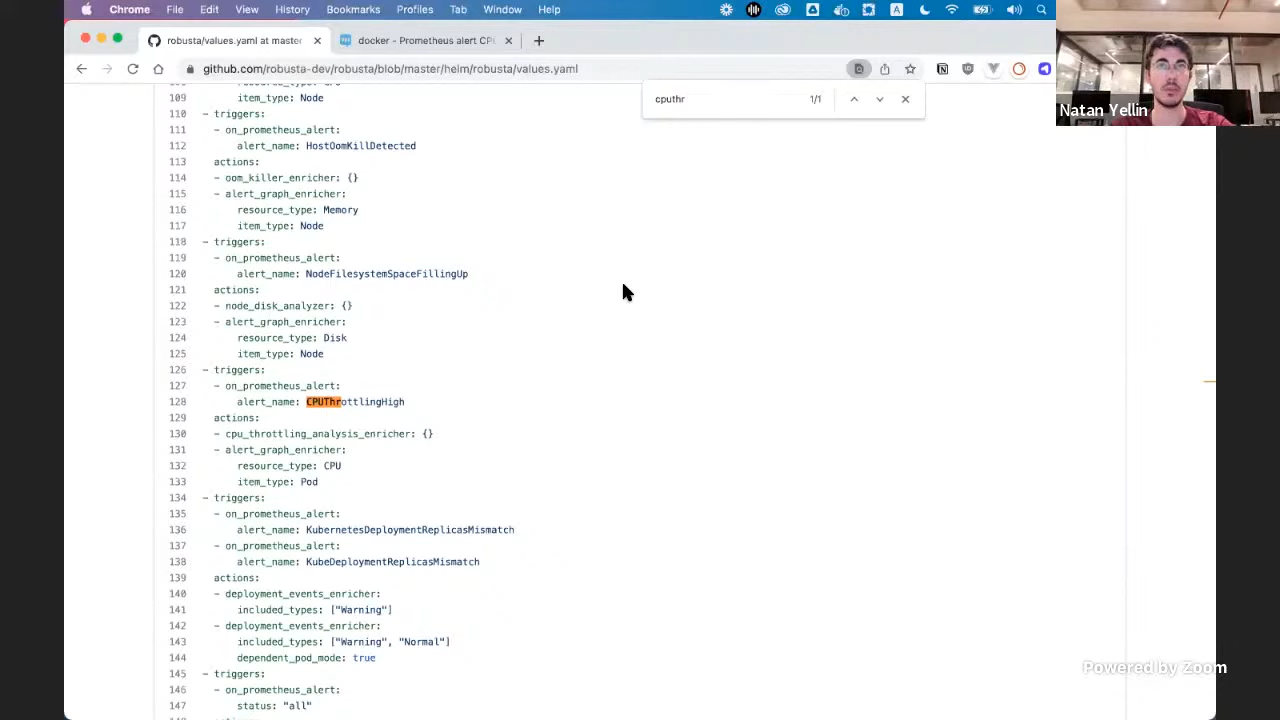 Chrome File Edit View History Bookmarks Profiles Tab Window Help
robusta/values.yaml at master
docker - Prometheus alert CPU
github.com/robusta-dev/robusta/blob/master/helm/robusta/values.yaml
cputhr 1/1
Natan Yellin
109 item_type: Node
110 - triggers:
111 - on_prometheus_alert:
112 alert_name: HostOomKillDetected
113 actions:
114 - oom_killer_enricher: {}
115 - alert_graph_enricher:
116 resource_type: Memory
117 item_type: Node
118 - triggers:
119 - on_prometheus_alert:
120 alert_name: NodeFilesystemSpaceFillingUp
121 actions:
122 - node_disk_analyzer: {}
123 - alert_graph_enricher:
124 resource_type: Disk
125 item_type: Node
126 - triggers:
127 - on_prometheus_alert:
128 alert_name: CPUThrottlingHigh
129 actions:
130 - cpu_throttling_analysis_enricher: {}
131 - alert_graph_enricher:
132 resource_type: CPU
133 item_type: Pod
134 - triggers:
135 - on_prometheus_alert:
136 alert_name: KubernetesDeploymentReplicasMismatch
137 - on_prometheus_alert:
138 alert_name: KubeDeploymentReplicasMismatch
139 actions:
140 - deployment_events_enricher:
141 included_types: ["Warning"]
142 - deployment_events_enricher:
143 included_types: ["Warning", "Normal"]
144 dependent_pod_mode: true
145 - triggers:
146 - on_prometheus_alert:
147 status: "all"
Powered by Zoom